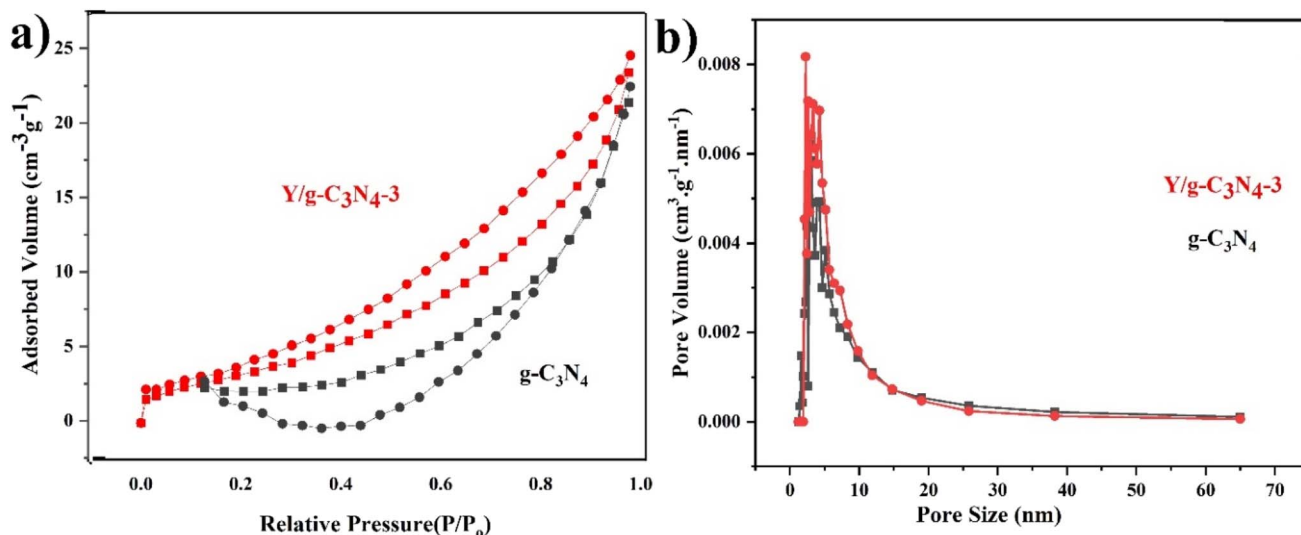 a)
Adsorbed Volume (cm⁻³g⁻¹)
25
20
15
10
5
0
Y/g-C₃N₄-3
g-C₃N₄
0.0 0.2 0.4 0.6 0.8 1.0
Relative Pressure(P/Pₒ)
b)
Pore Volume (cm³.g⁻¹.nm⁻¹)
0.008
0.006
0.004
0.002
0.000
Y/g-C₃N₄-3
g-C₃N₄
0 10 20 30 40 50 60 70
Pore Size (nm)